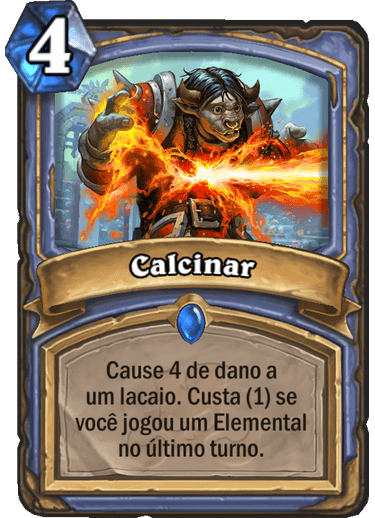 4
Calcinar
Cause 4 de dano a
um lacaio. Custa (1) se
você jogou um Elemental
no último turno.